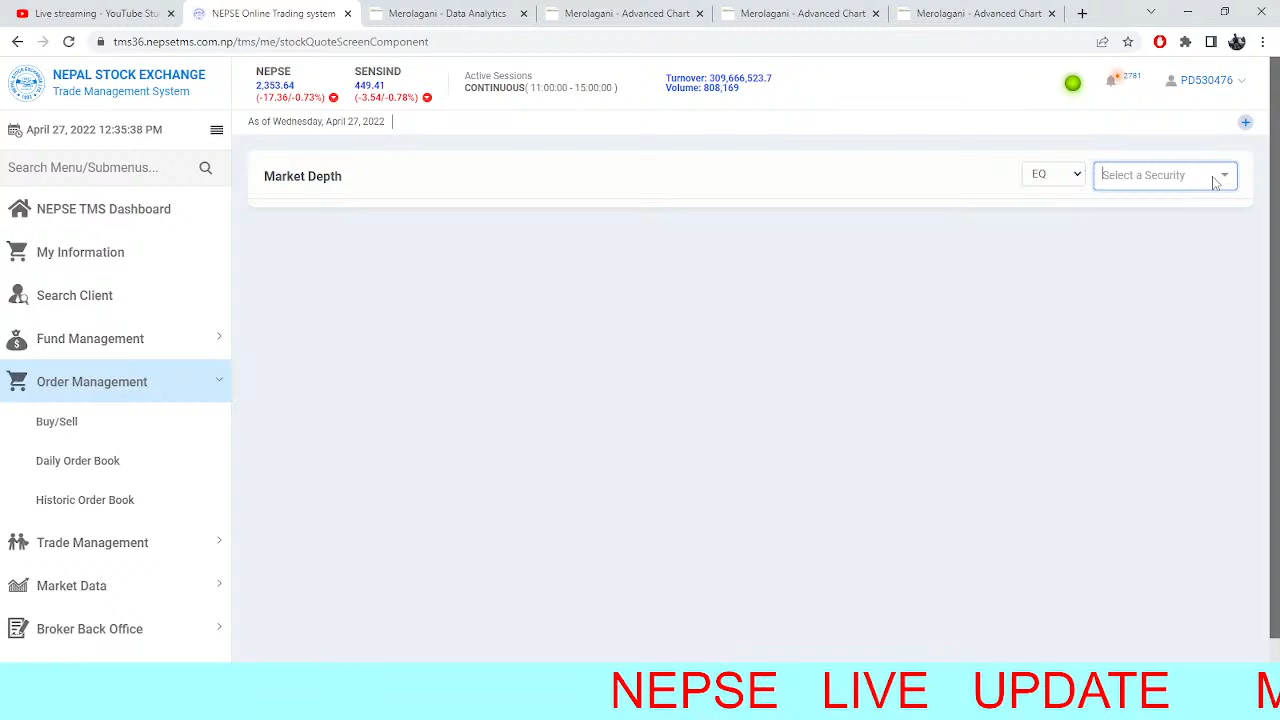 Live streaming - YouTube Stu
NEPSE Online Trading system
Merolagani - Data Analytics
Merolagani - Advanced Chart
Merolagani - Advanced Chart
Merolagani - Advanced Chart
tms36.nepsetms.com.np/tms/me/stockQuoteScreenComponent
NEPAL STOCK EXCHANGE
Trade Management System
NEPSE
2,353.64
(-17.36/-0.73%)
SENSIND
449.41
(-3.54/-0.78%)
Active Sessions
CONTINUOUS( 11:00:00 - 15:00:00 )
Turnover: 309,666,523.7
Volume: 808,169
2781
PD530476
April 27, 2022 12:35:38 PM
As of Wednesday, April 27, 2022
Search Menu/Submenus...
Market Depth
EQ
Select a Security
NEPSE TMS Dashboard
My Information
Search Client
Fund Management
Order Management
Buy/Sell
Daily Order Book
Historic Order Book
Trade Management
Market Data
Broker Back Office
NEPSE LIVE UPDATE M